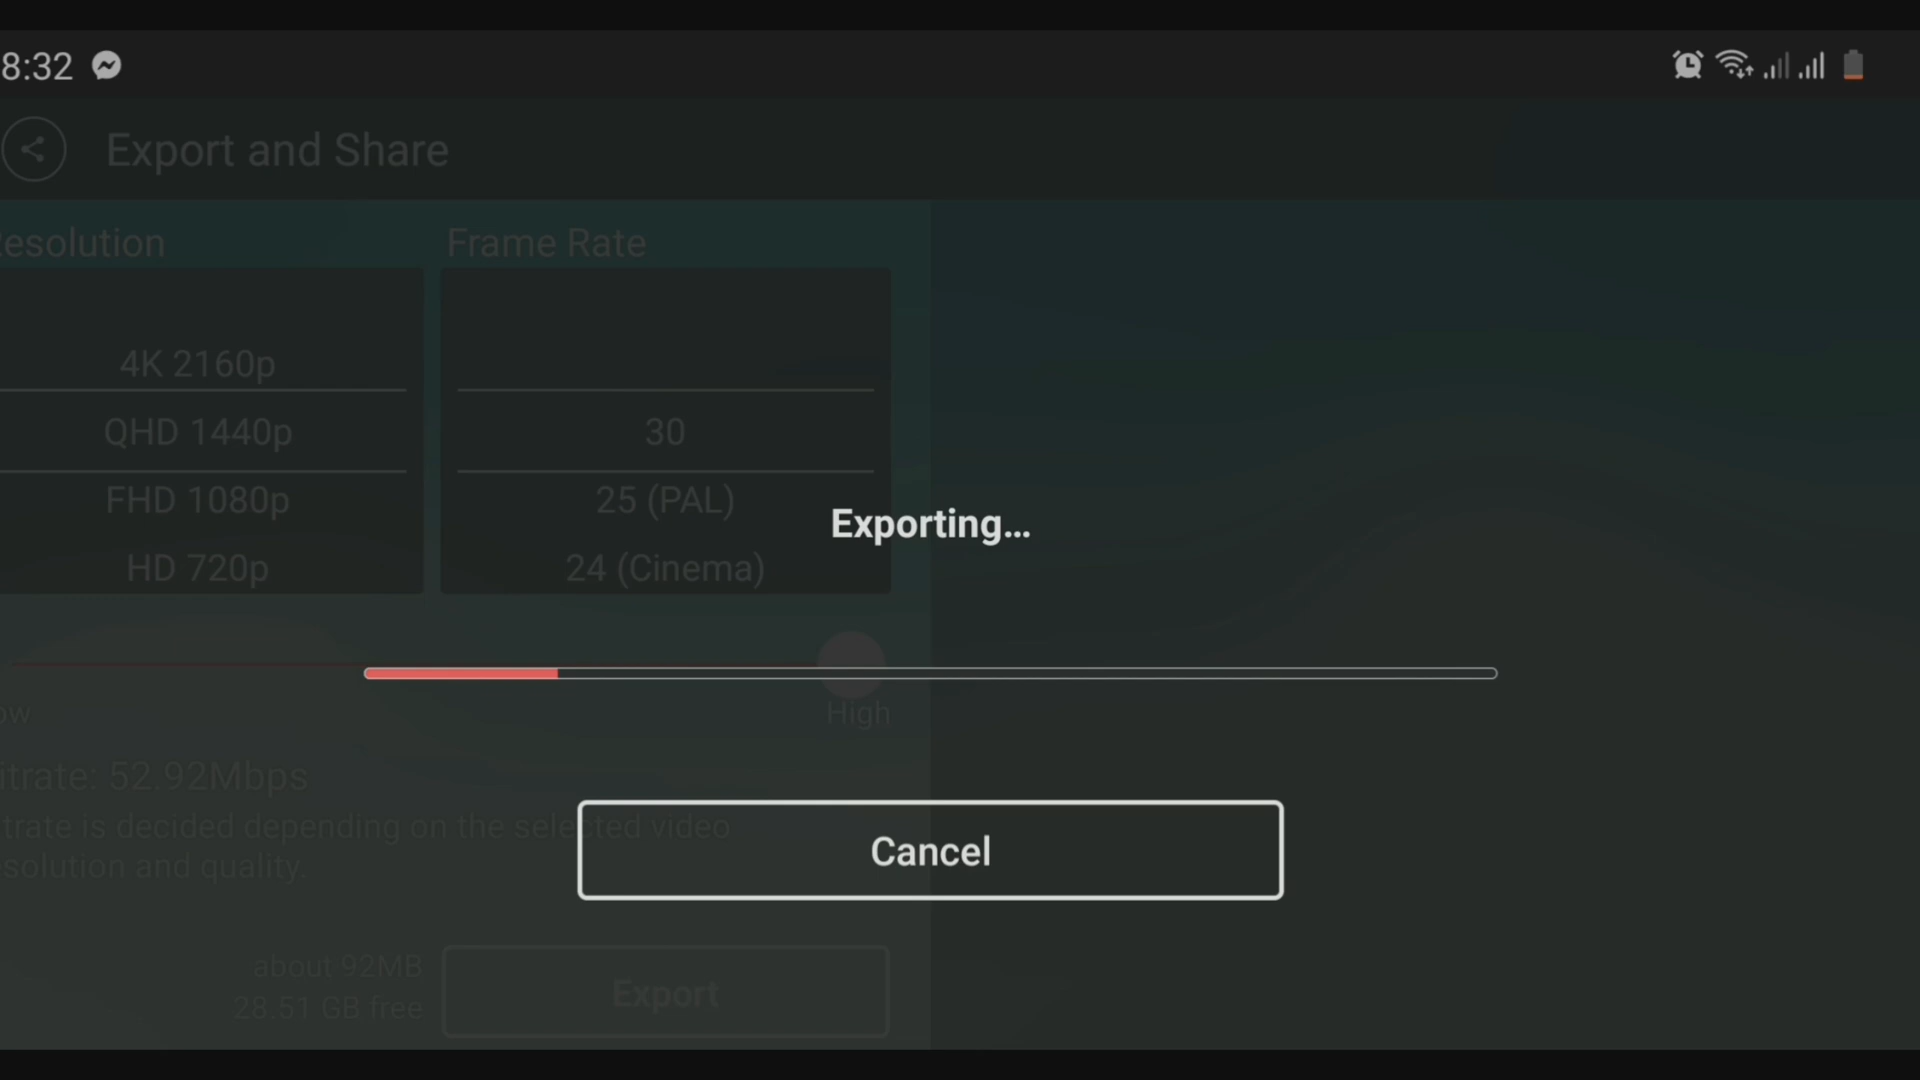 8:32
Export and Share
esolution
Frame Rate
4K 2160p
QHD 1440p
30
FHD 1080p
25 (PAL)
HD 720p
24 (Cinema)
Exporting...
ow
High
itrate: 52.92Mbps
trate is decided depending on the selected video
solution and quality.
Cancel
about 92MB
28.51 GB free
Export